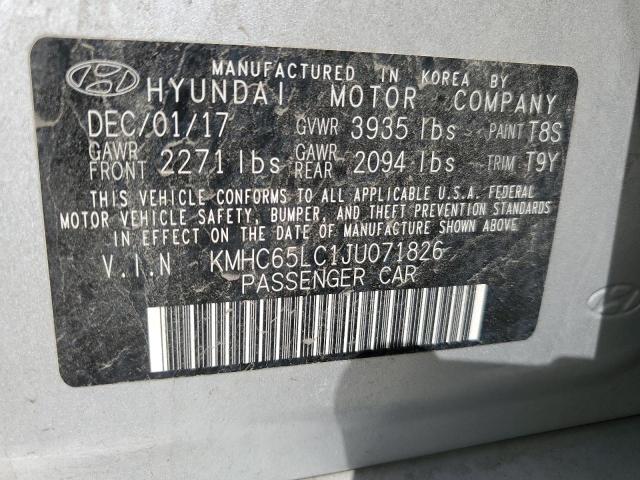 MANUFACTURED IN KOREA BY
HYUNDAI MOTOR COMPANY
DEC/01/17 GVWR 3935 lbs PAINT T8S
GAWR FRONT 2271 lbs GAWR REAR 2094 lbs TRIM T9Y
THIS VEHICLE CONFORMS TO ALL APPLICABLE U.S.A. FEDERAL
MOTOR VEHICLE SAFETY, BUMPER, AND THEFT PREVENTION STANDARDS
IN EFFECT ON THE DATE OF MANUFACTURE SHOWN ABOVE.
V.I.N KMHC65LC1JU071826
PASSENGER CAR